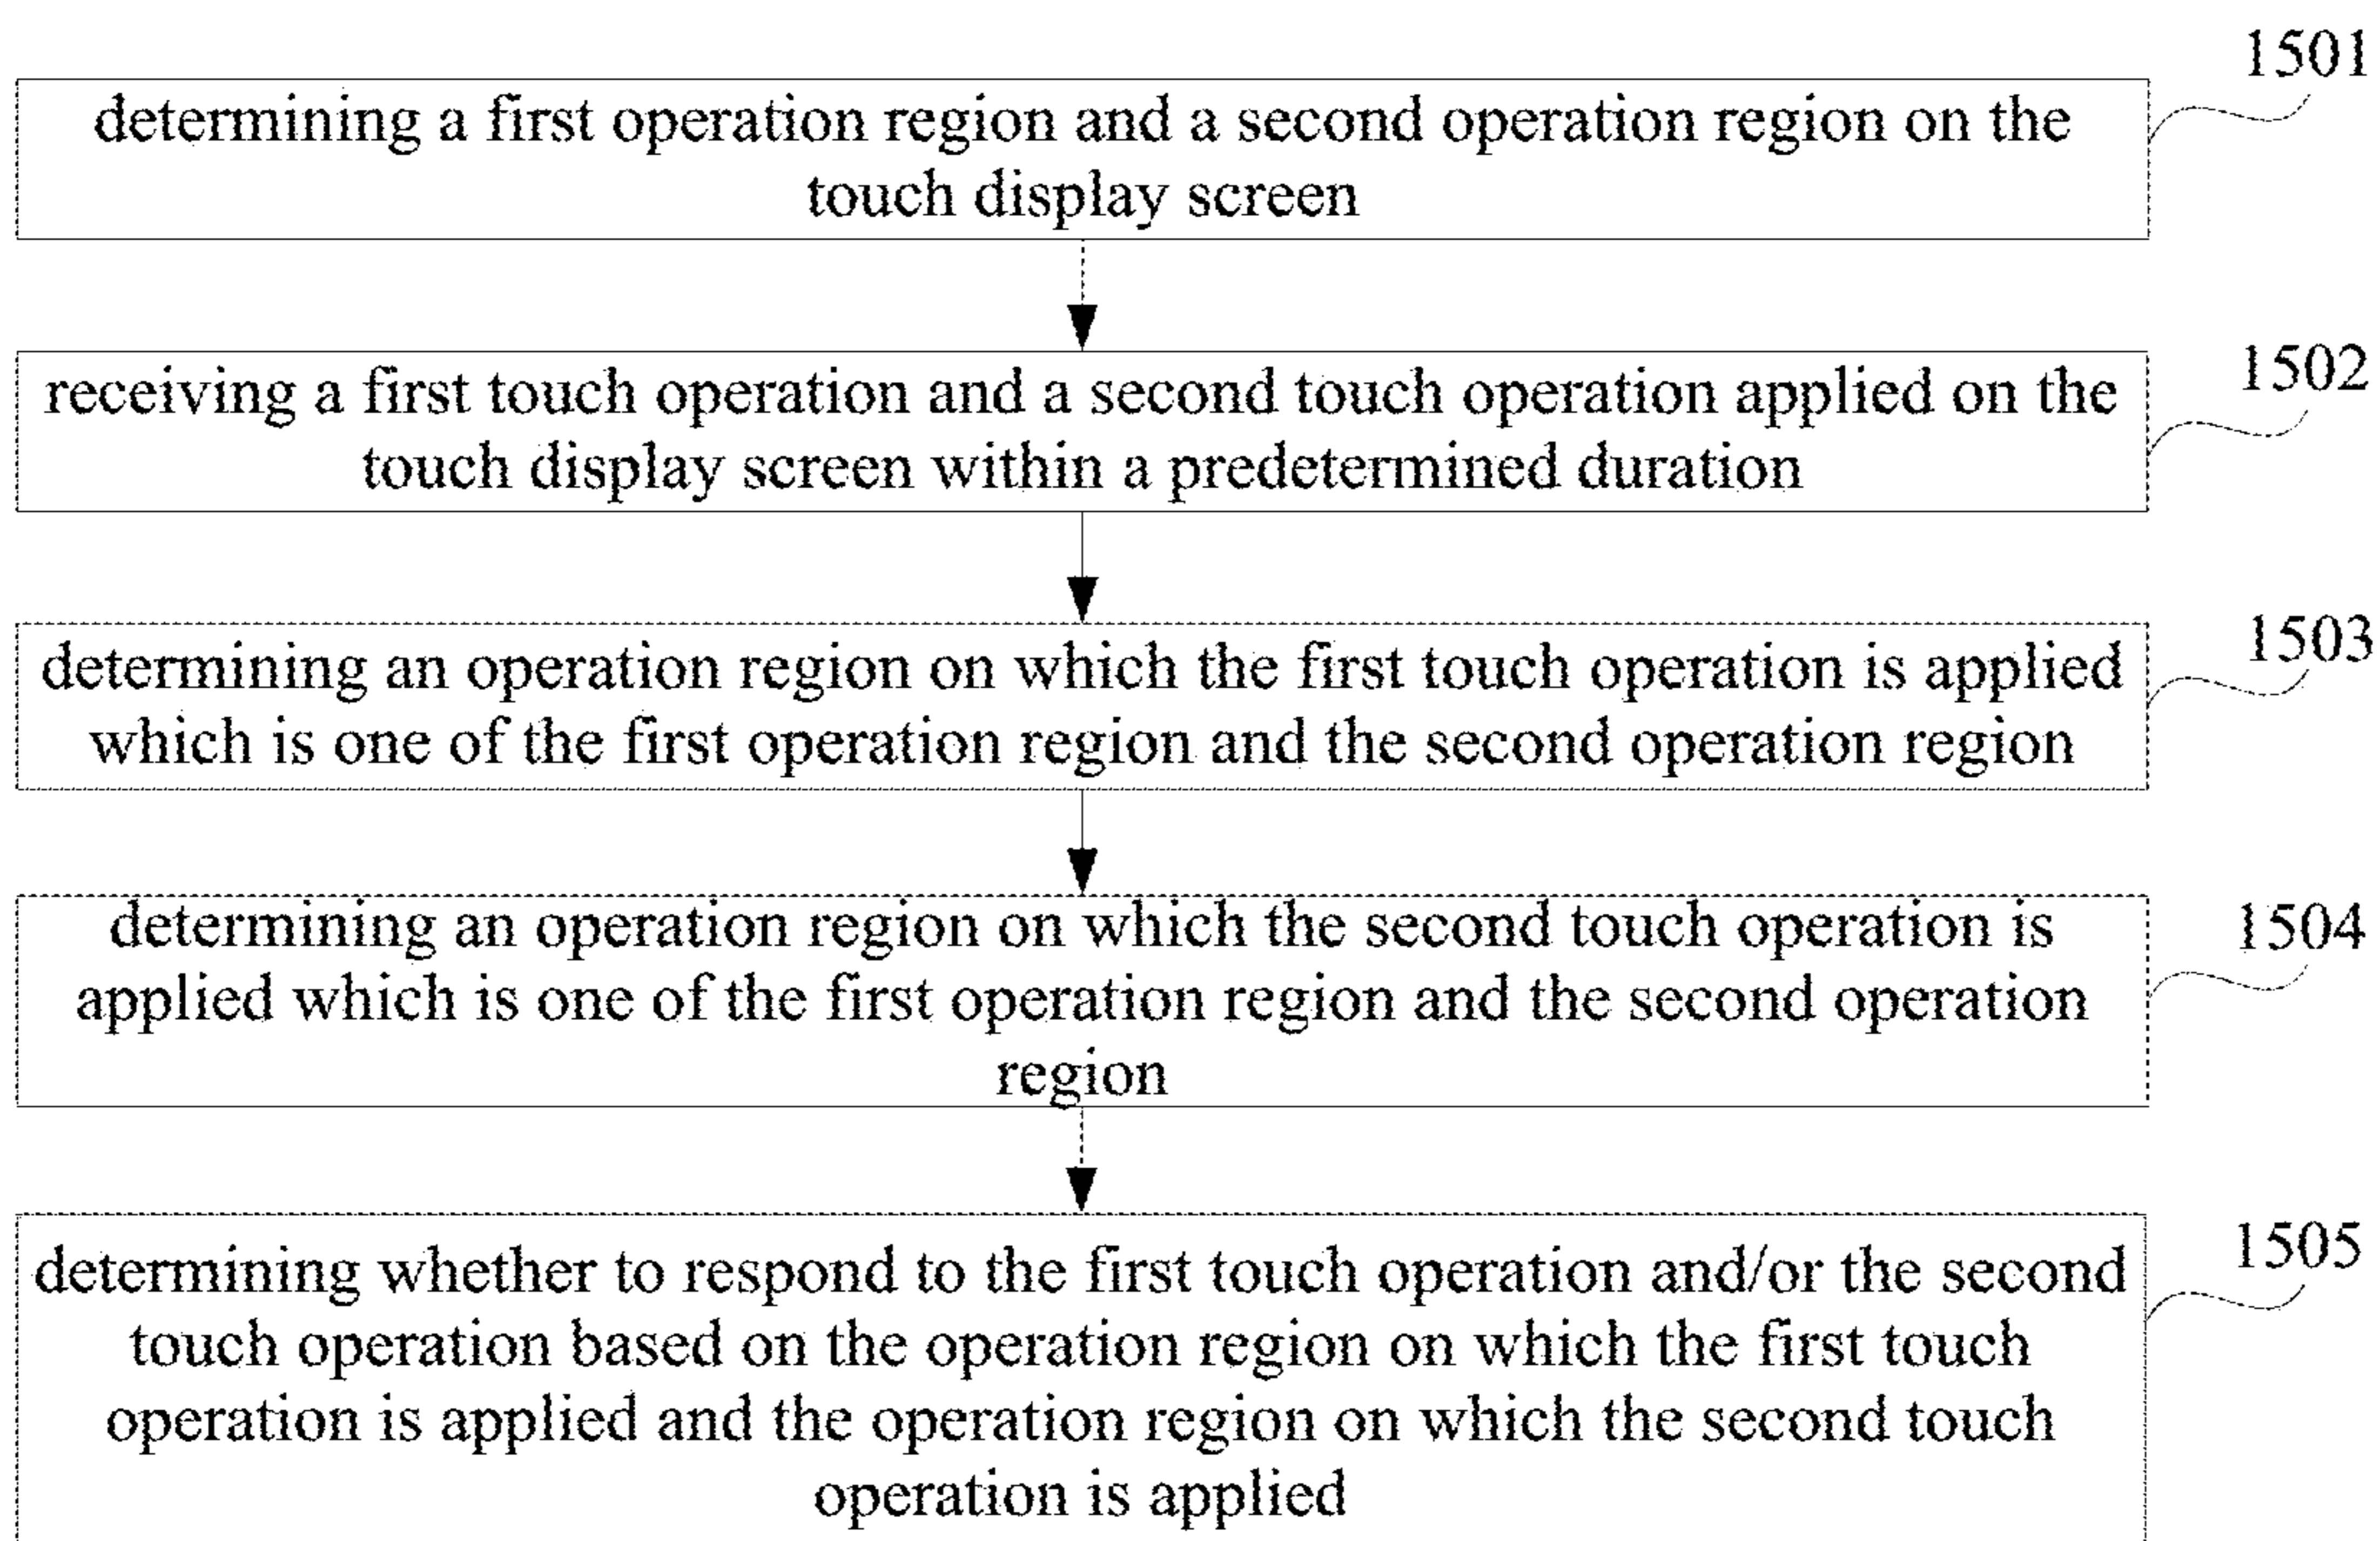 1501
determining a first operation region and a second operation region on the
touch display screen
1502
receiving a first touch operation and a second touch operation applied on the
touch display screen within a predetermined duration
1503
determining an operation region on which the first touch operation is applied
which is one of the first operation region and the second operation region
1504
determining an operation region on which the second touch operation is
applied which is one of the first operation region and the second operation
region
1505
determining whether to respond to the first touch operation and/or the second
touch operation based on the operation region on which the first touch
operation is applied and the operation region on which the second touch
operation is applied